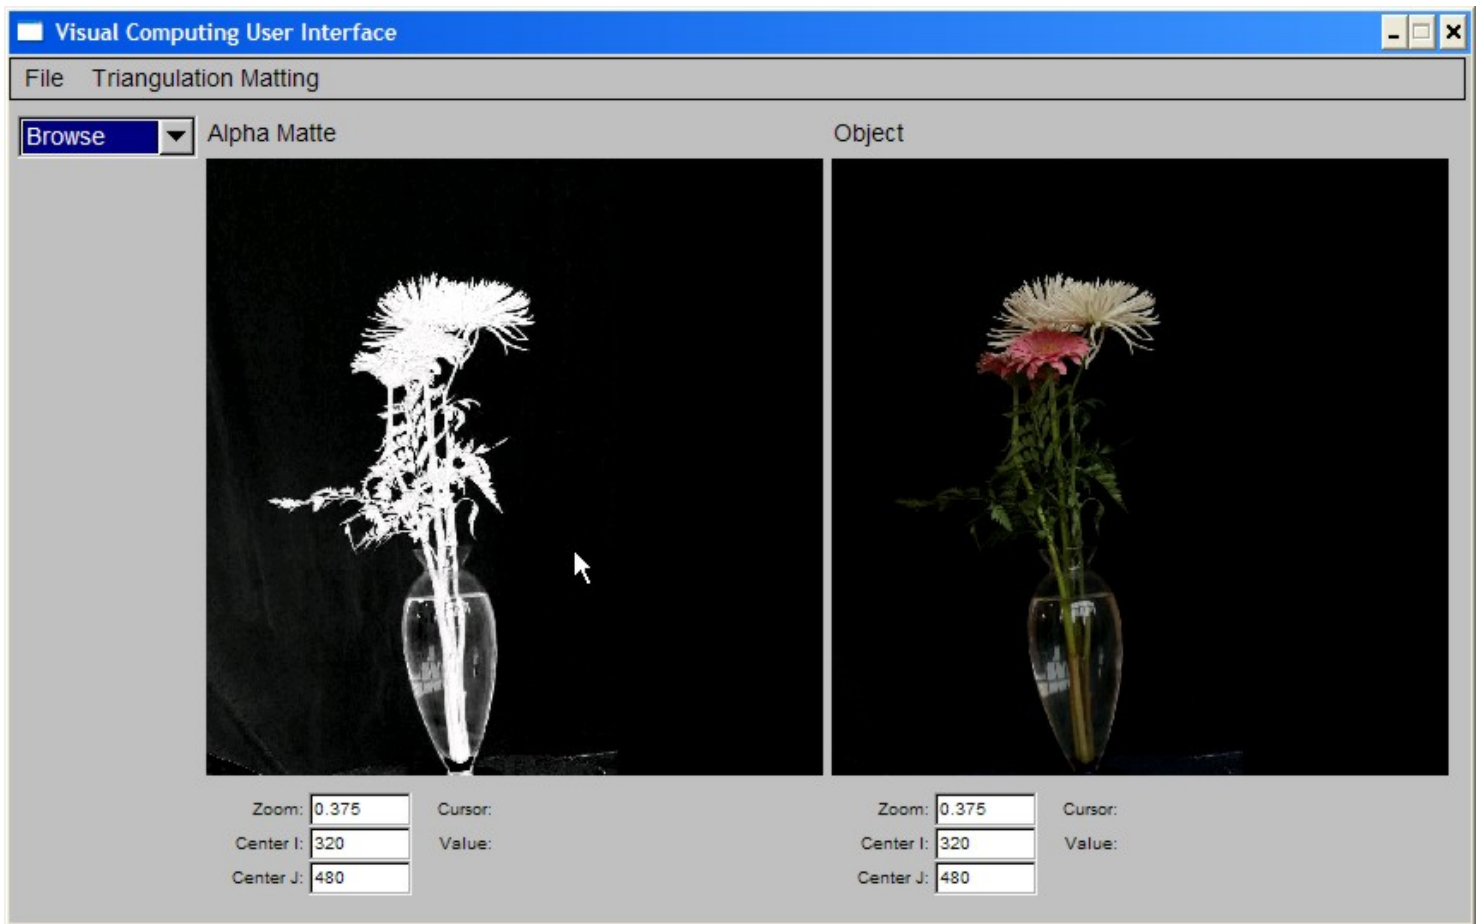 Visual Computing User Interface
File Triangulation Matting
Browse Alpha Matte Object
Zoom: 0.375 Cursor: Zoom: 0.375 Cursor:
Center I: 320 Value: Center I: 320 Value:
Center J: 480 Center J: 480